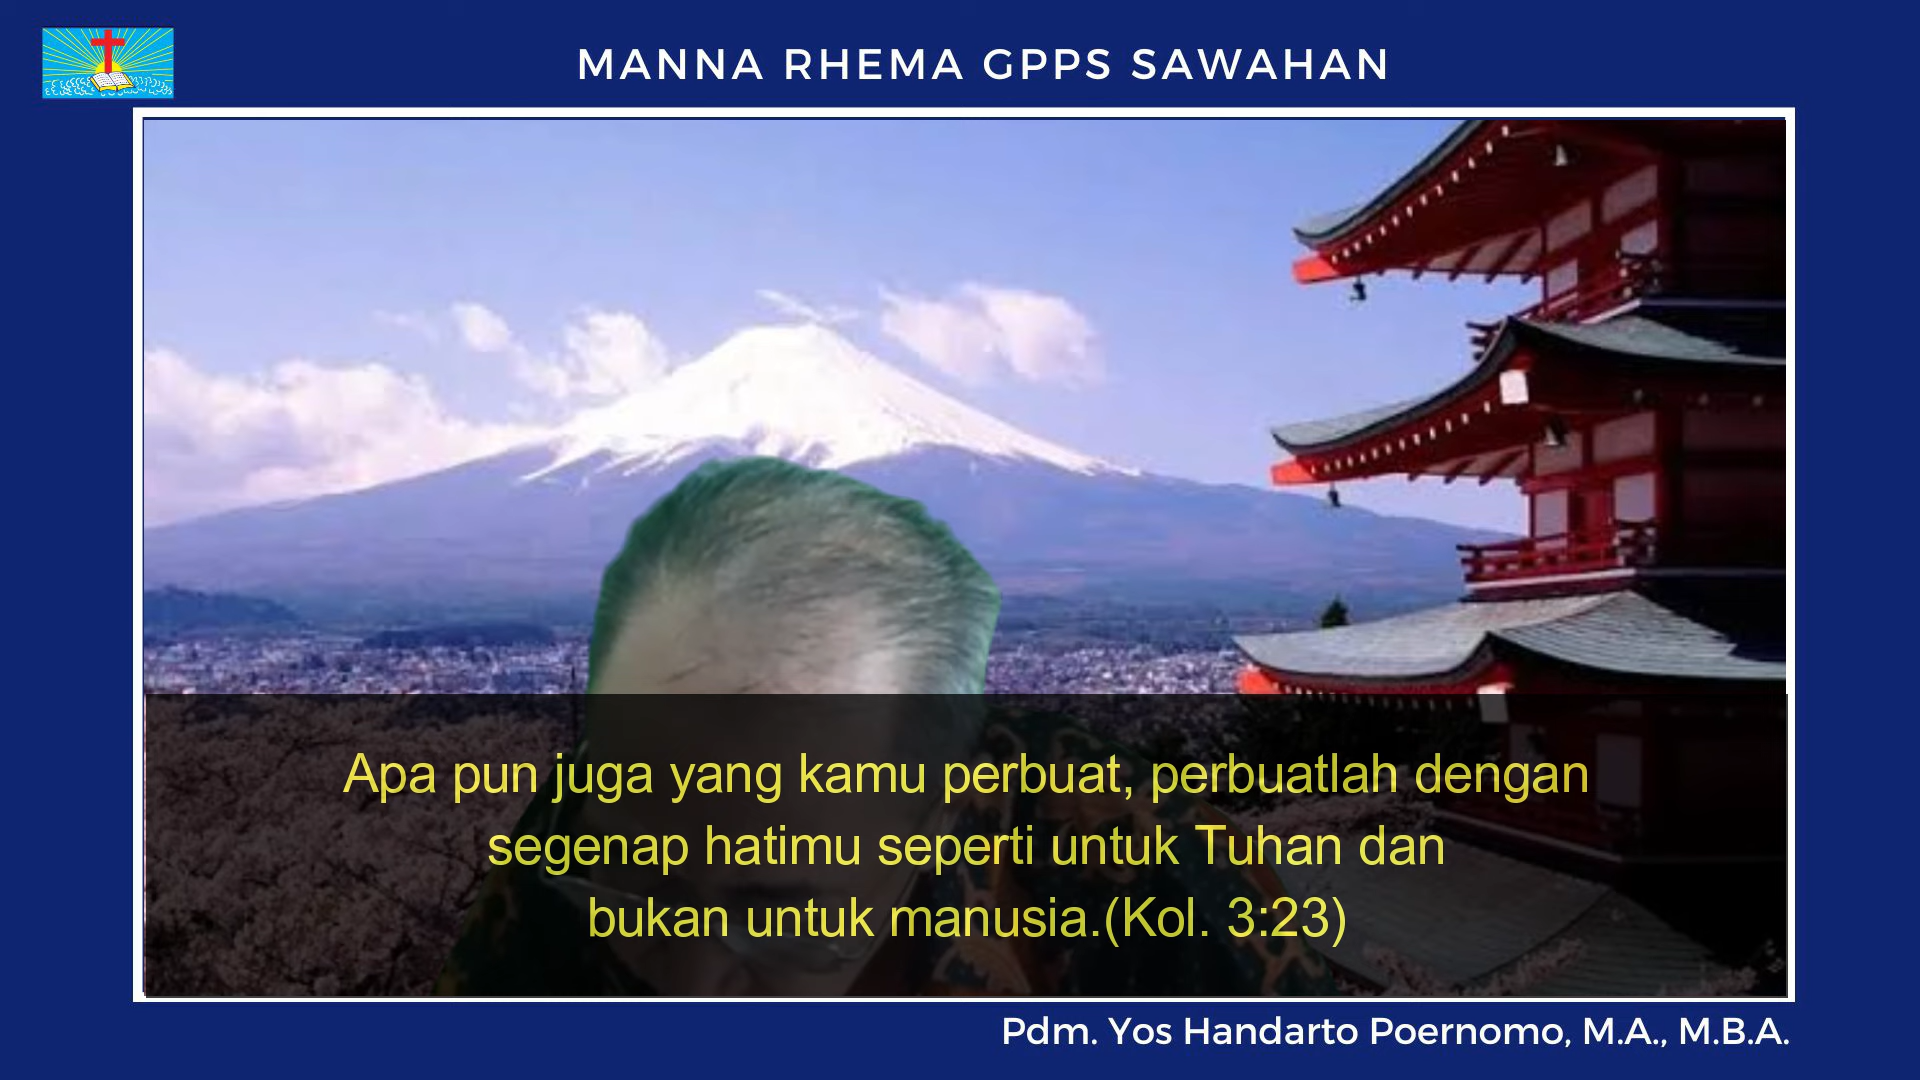 MANNA RHEMA GPPS SAWAHAN
Apa pun juga yang kamu perbuat, perbuatlah dengan
segenap hatimu seperti untuk Tuhan dan
bukan untuk manusia.(Kol. 3:23)
Pdm. Yos Handarto Poernomo, M.A., M.B.A.